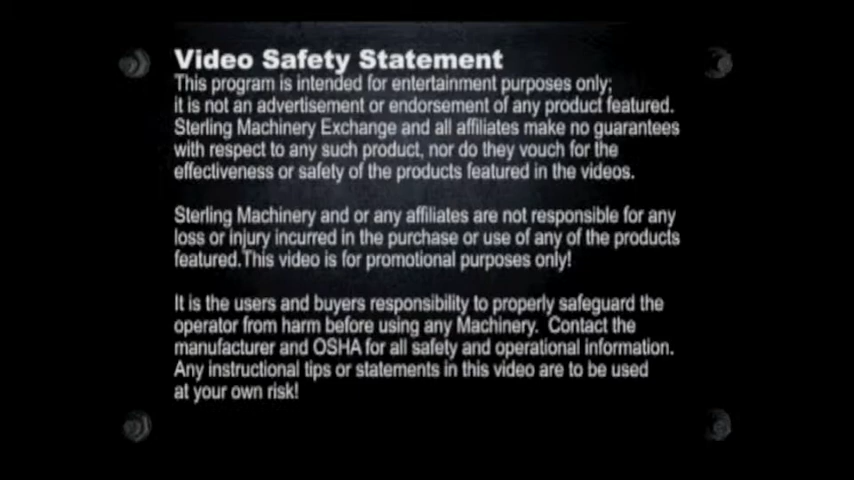 Video Safety Statement
This program is intended for entertainment purposes only;
it is not an advertisement or endorsement of any product featured.
Sterling Machinery Exchange and all affiliates make no guarantees
with respect to any such product, nor do they vouch for the
effectiveness or safety of the products featured in the videos.
Sterling Machinery and or any affiliates are not responsible for any
loss or injury incurred in the purchase or use of any of the products
featured.This video is for promotional purposes only!
It is the users and buyers responsibility to properly safeguard the
operator from harm before using any Machinery. Contact the
manufacturer and OSHA for all safety and operational information.
Any instructional tips or statements in this video are to be used
at your own risk!